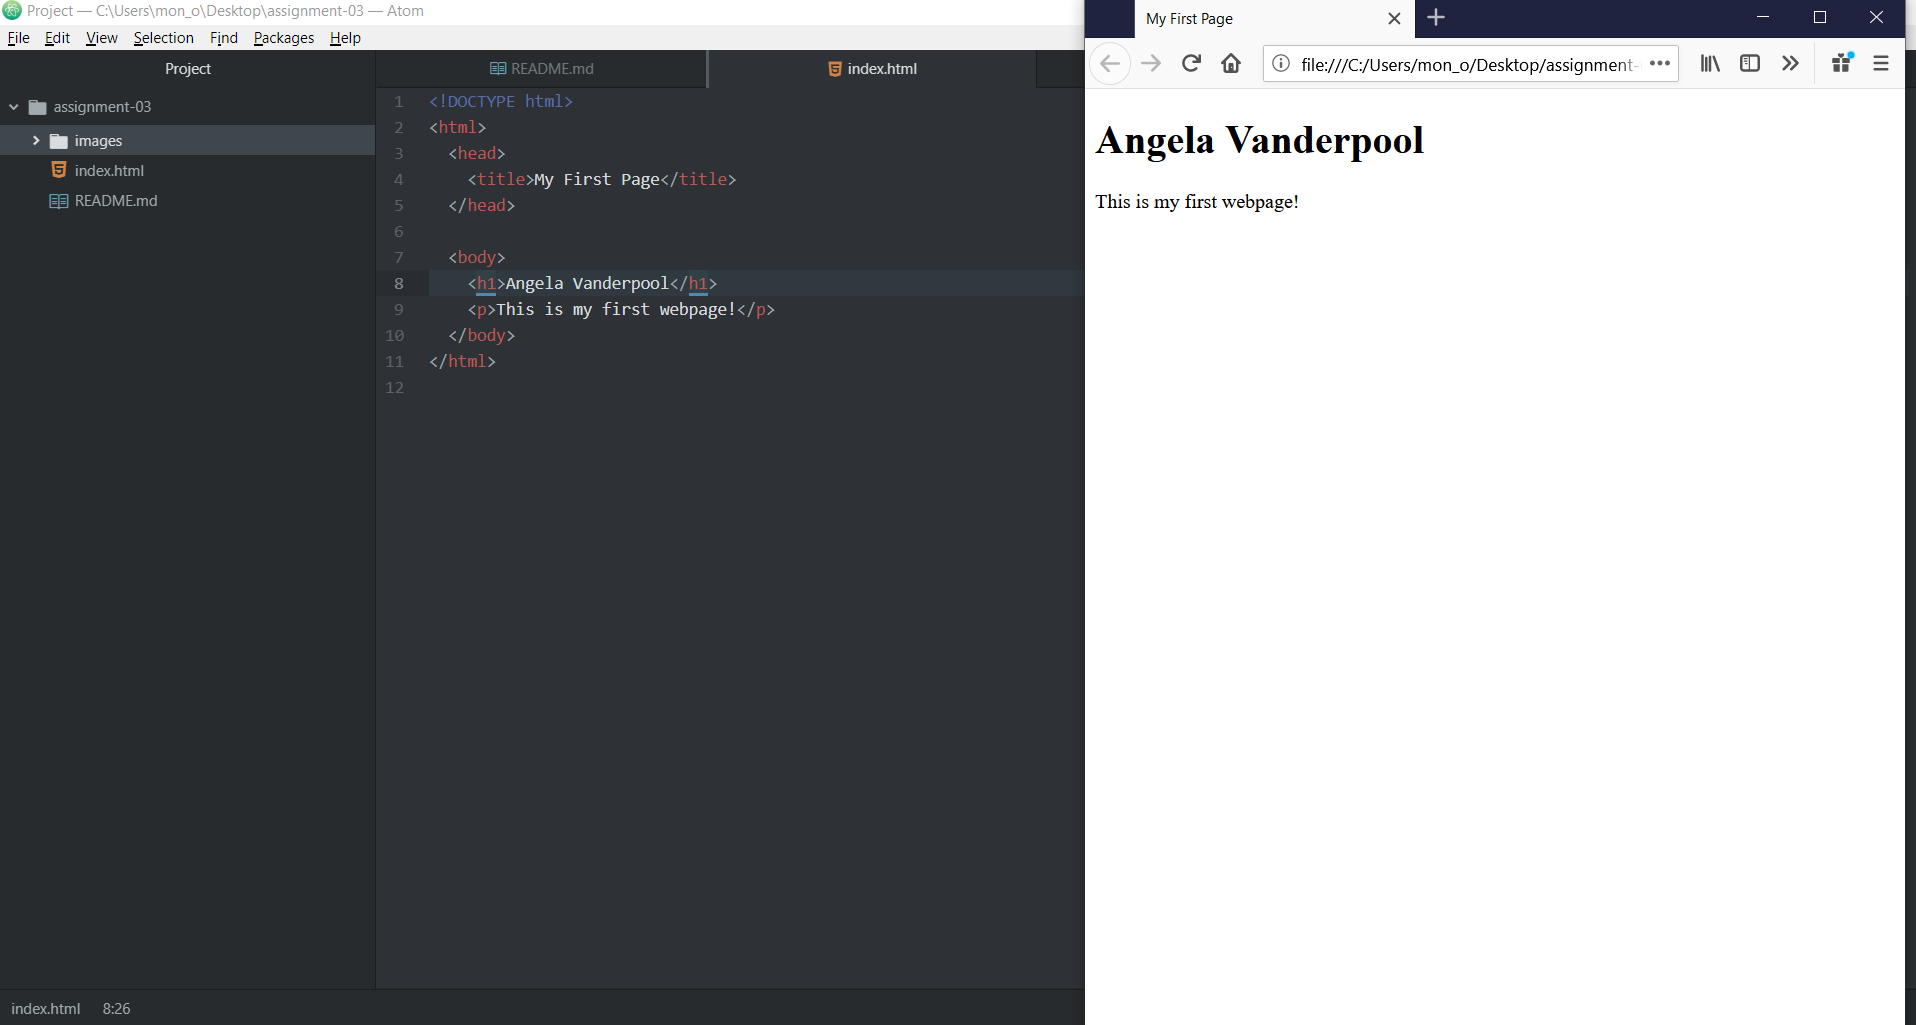 Project — C:\Users\mon_o\Desktop\assignment-03 — Atom
File Edit View Selection Find Packages Help
Project
assignment-03
images
index.html
README.md
README.md
index.html
1 <!DOCTYPE html>
2 <html>
3 <head>
4 <title>My First Page</title>
5 </head>
6
7 <body>
8 <h1>Angela Vanderpool</h1>
9 <p>This is my first webpage!</p>
10 </body>
11 </html>
12
index.html 8:26
My First Page
file:///C:/Users/mon_o/Desktop/assignment-
Angela Vanderpool
This is my first webpage!